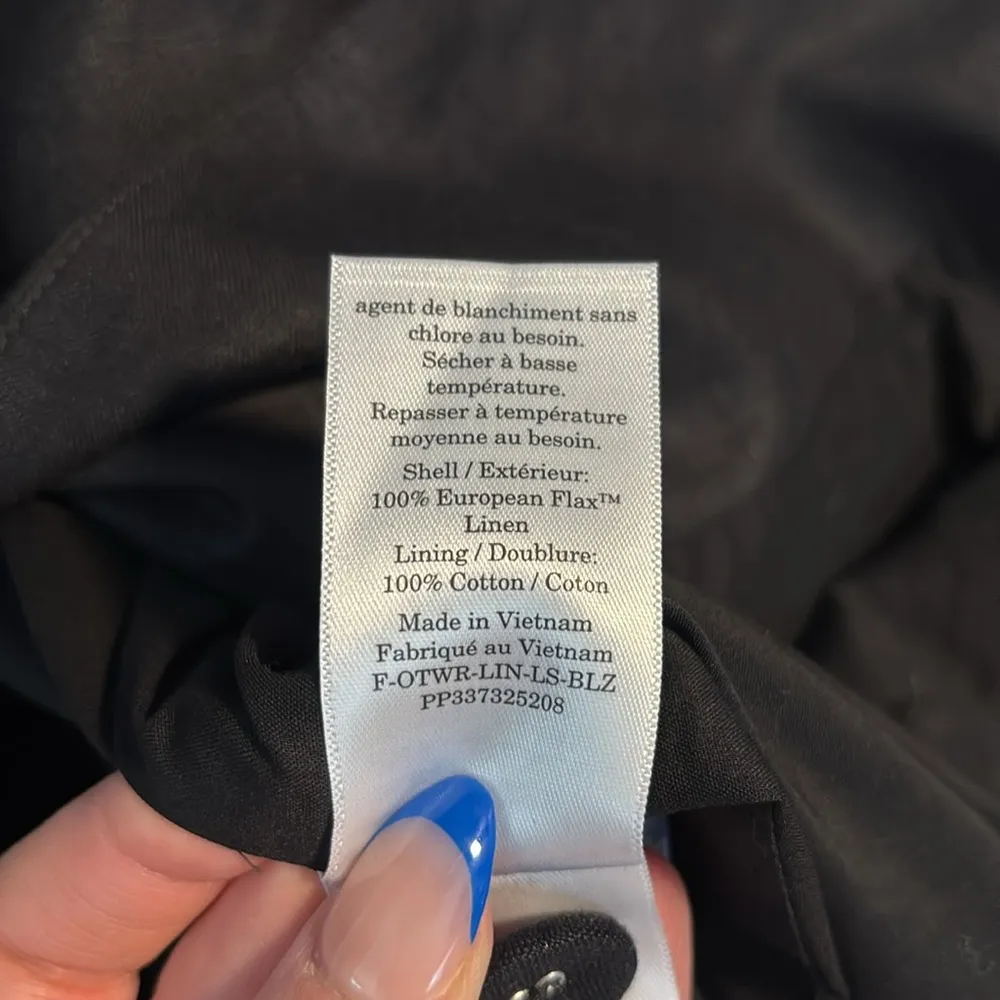 agent de blanchiment sans
chlore au besoin.
Sécher à basse
température.
Repasser à température
moyenne au besoin.
Shell / Extérieur:
100% European Flax™
Linen
Lining / Doublure:
100% Cotton / Coton
Made in Vietnam
Fabriqué au Vietnam
F-OTWR-LIN-LS-BLZ
PP337325208